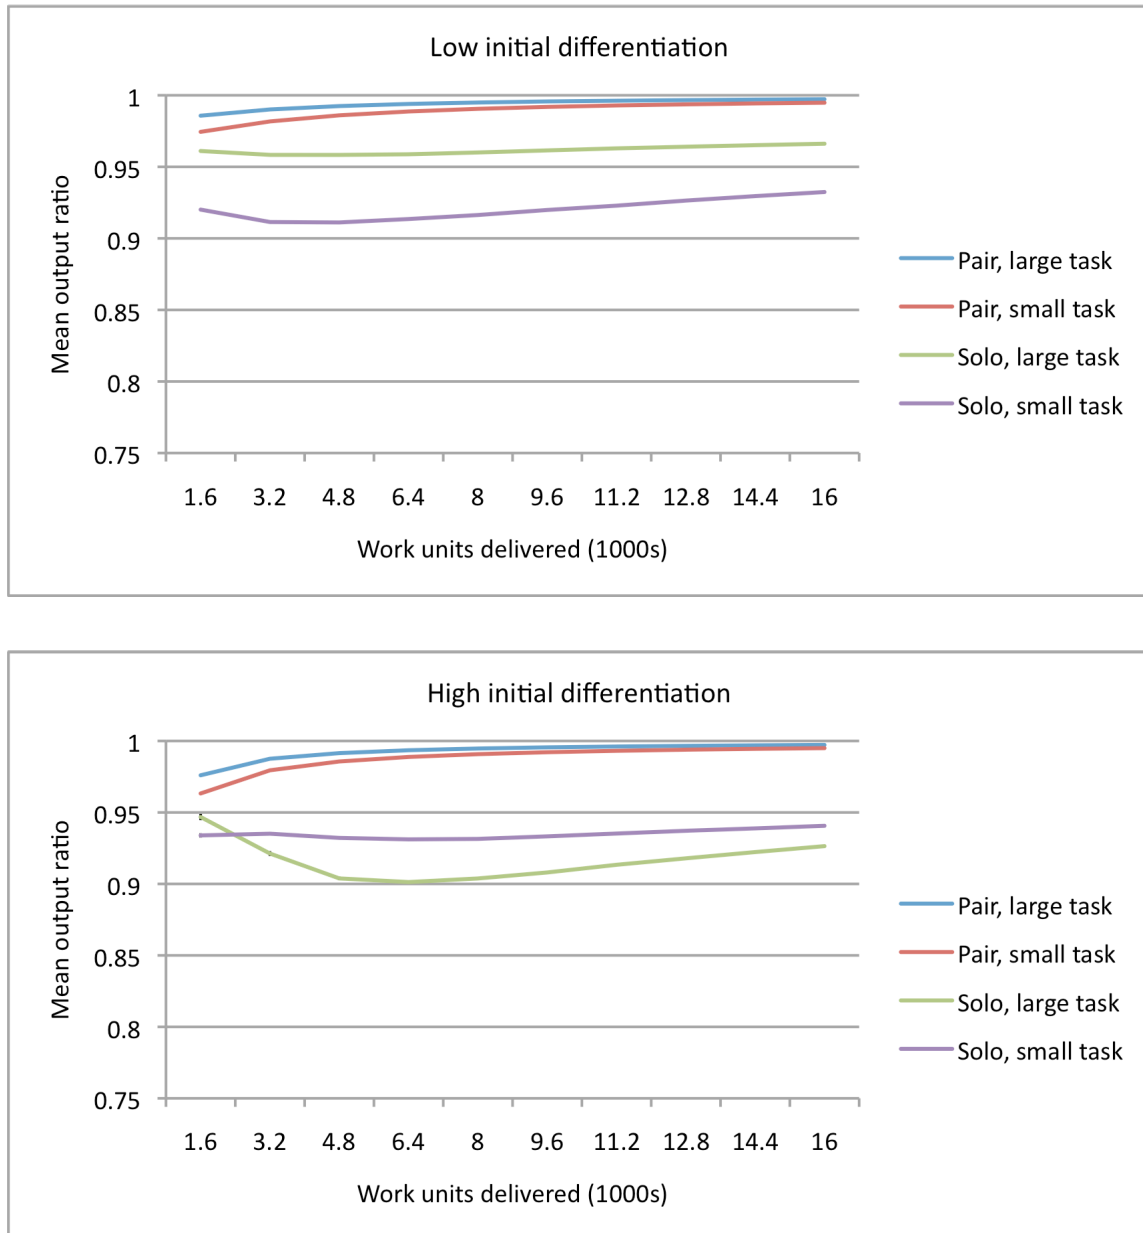 Low initial differentiation
1
0.95
0.9
0.85
0.8
0.75
Mean output ratio
1.6 3.2 4.8 6.4 8 9.6 11.2 12.8 14.4 16
Work units delivered (1000s)
Pair, large task
Pair, small task
Solo, large task
Solo, small task
High initial differentiation
1
0.95
0.9
0.85
0.8
0.75
Mean output ratio
1.6 3.2 4.8 6.4 8 9.6 11.2 12.8 14.4 16
Work units delivered (1000s)
Pair, large task
Pair, small task
Solo, large task
Solo, small task